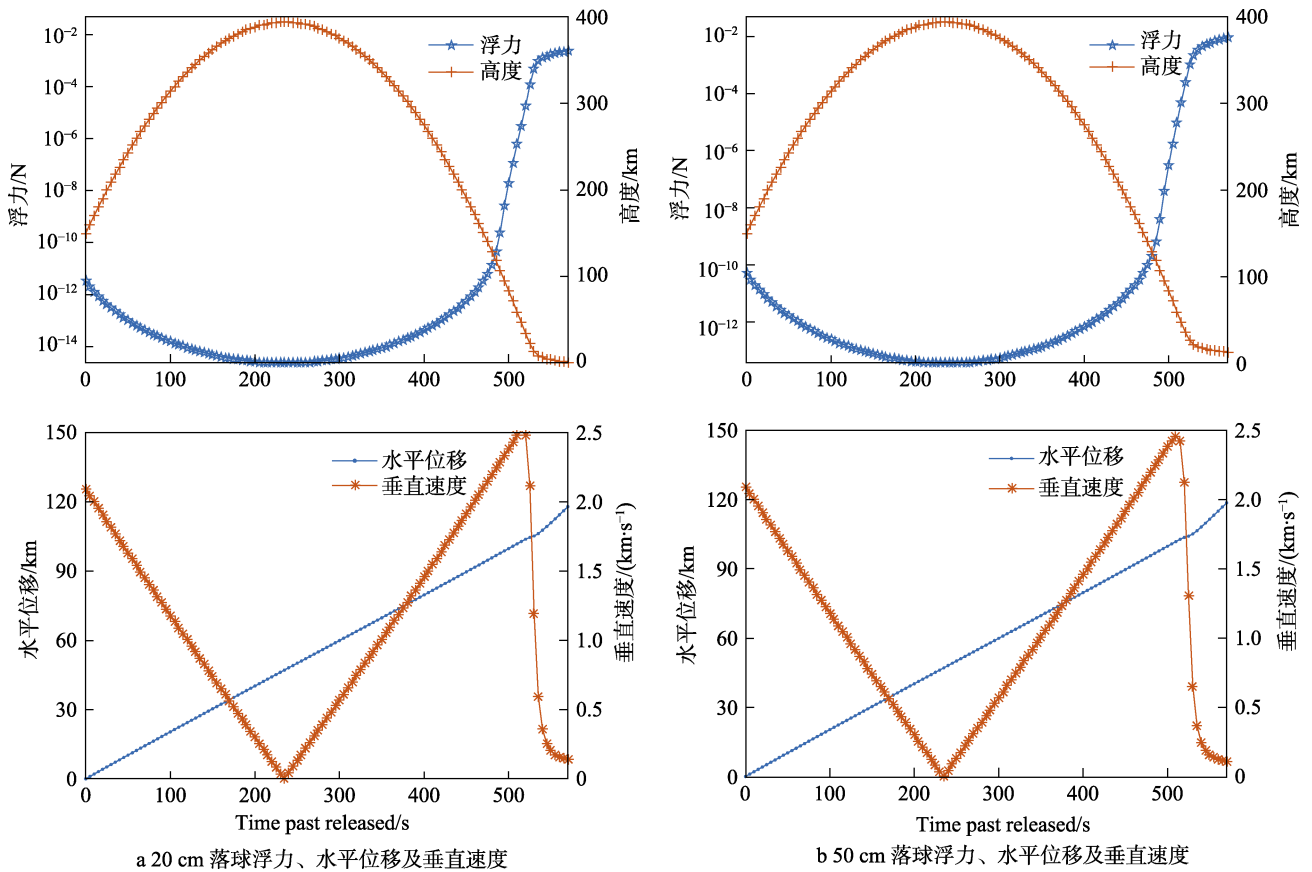 浮力/N
10⁻²
10⁻⁴
10⁻⁶
10⁻⁸
10⁻¹⁰
10⁻¹²
10⁻¹⁴
浮力
高度
400
300
200
100
0
高度/km
0 100 200 300 400 500
浮力/N
10⁻²
10⁻⁴
10⁻⁶
10⁻⁸
10⁻¹⁰
10⁻¹²
浮力
高度
400
300
200
100
0
高度/km
0 100 200 300 400 500
水平位移/km
150
120
90
60
30
0
水平位移
垂直速度
2.5
2.0
1.5
1.0
0.5
0
垂直速度/(km·s⁻¹)
0 100 200 300 400 500
Time past released/s
a 20 cm 落球浮力、水平位移及垂直速度
水平位移/km
150
120
90
60
30
0
水平位移
垂直速度
2.5
2.0
1.5
1.0
0.5
0
垂直速度/(km·s⁻¹)
0 100 200 300 400 500
Time past released/s
b 50 cm 落球浮力、水平位移及垂直速度